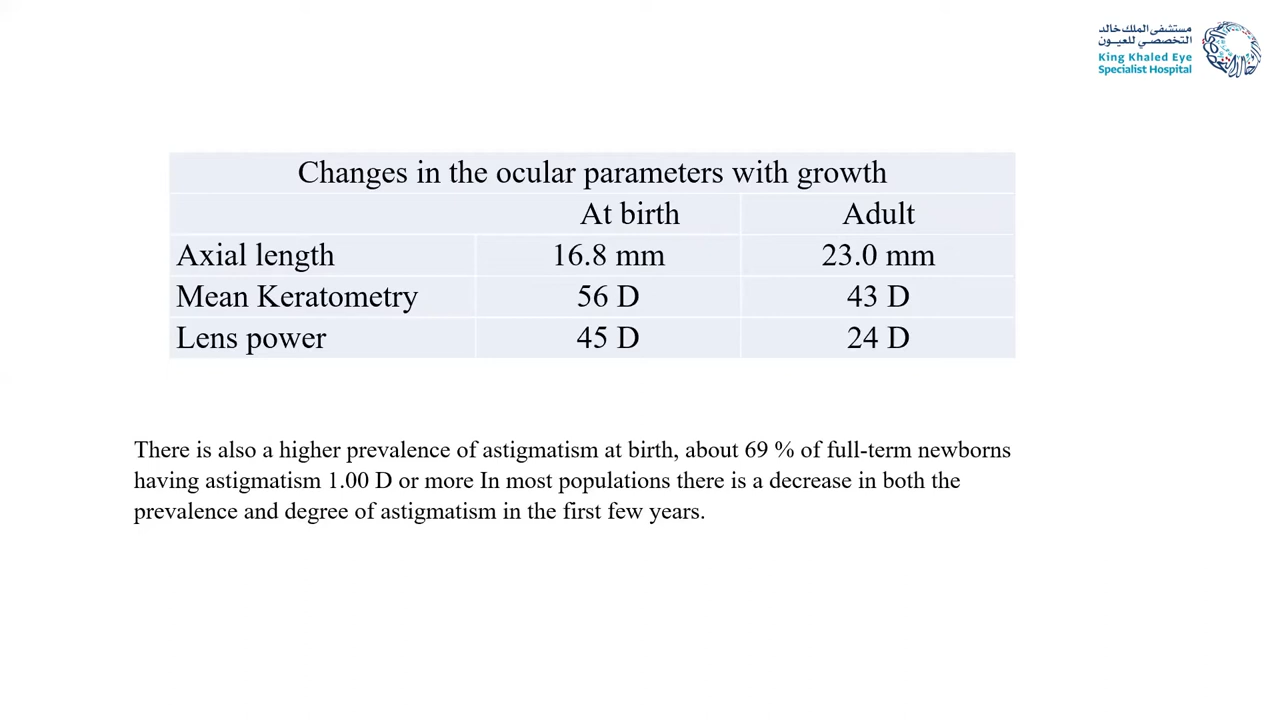 مستشفى الملك خالد
التخصصي للعيون
King Khaled Eye
Specialist Hospital
Changes in the ocular parameters with growth
At birth Adult
Axial length 16.8 mm 23.0 mm
Mean Keratometry 56 D 43 D
Lens power 45 D 24 D
There is also a higher prevalence of astigmatism at birth, about 69 % of full-term newborns
having astigmatism 1.00 D or more In most populations there is a decrease in both the
prevalence and degree of astigmatism in the first few years.